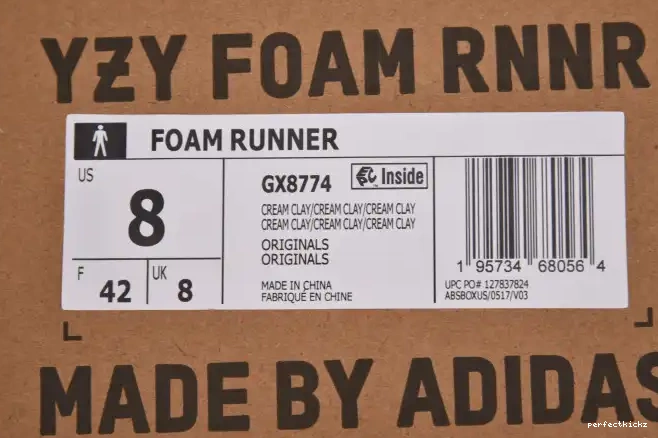 YZY FOAM RNNR
FOAM RUNNER
US
8
F
42
UK
8
GX8774
Inside
CREAM CLAY/CREAM CLAY/CREAM CLAY
CREAM CLAY/CREAM CLAY/CREAM CLAY
ORIGINALS
ORIGINALS
MADE IN CHINA
FABRIQUÉ EN CHINE
1 95734 68056 4
UPC PO# 127837824
ABSBOXUS/0517/V03
MADE BY ADIDAS
perfectkickz